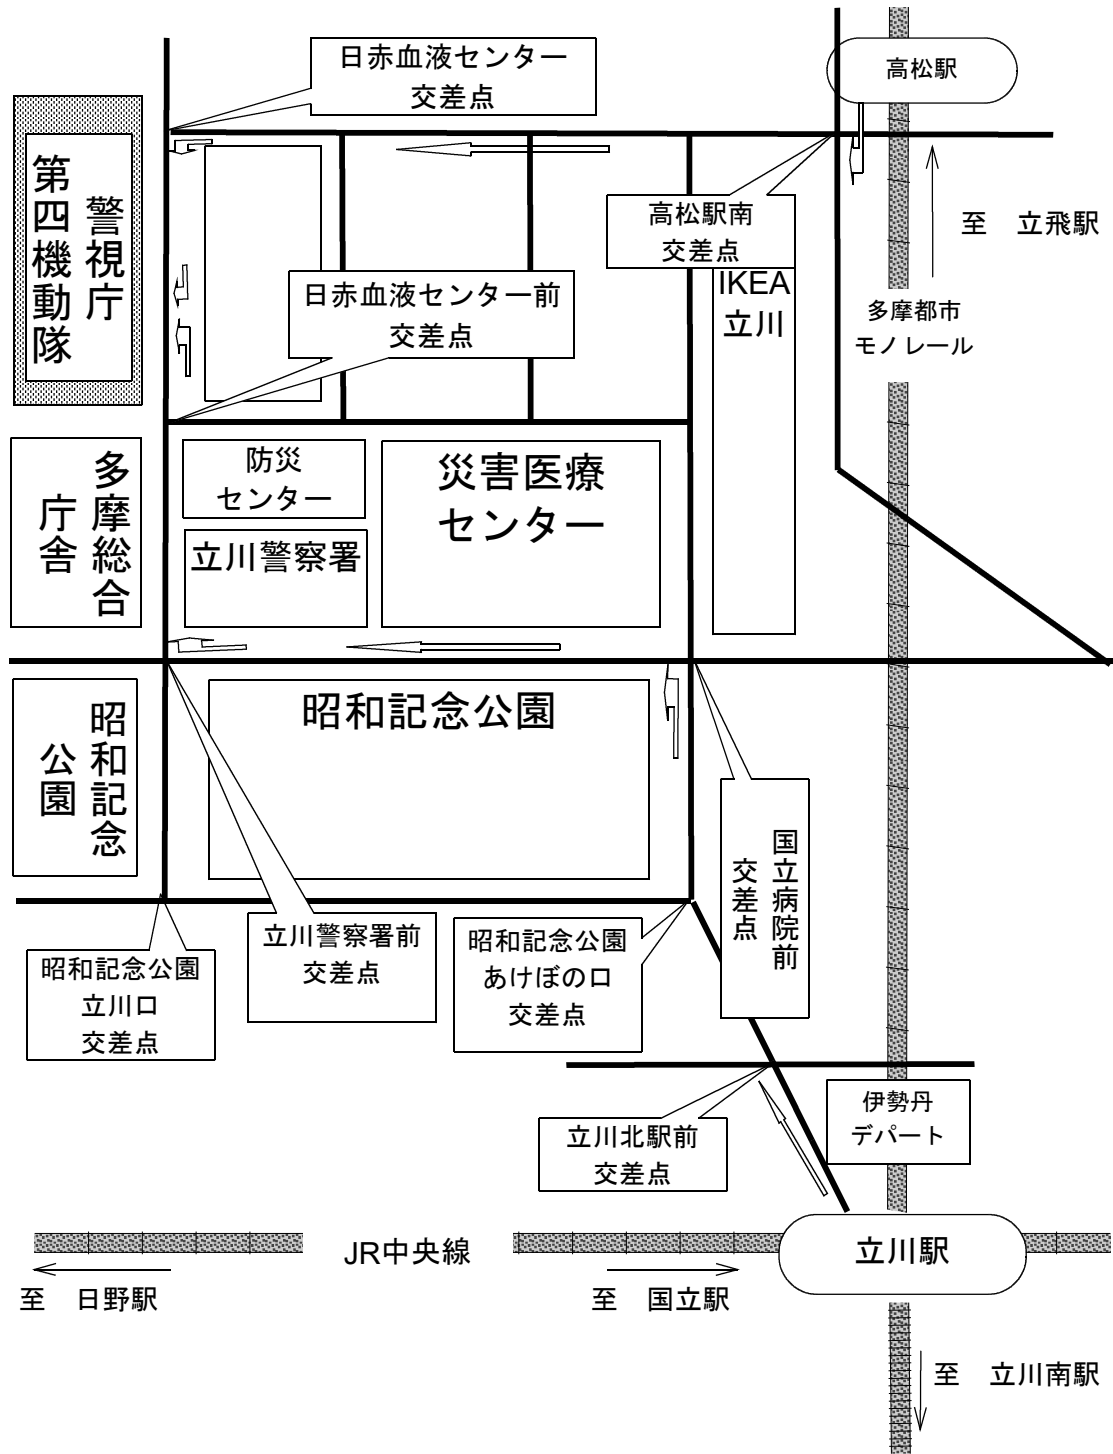 日赤血液センター
交差点
高松駅
警視庁
第四機動隊
高松駅南
交差点
至　立飛駅
日赤血液センター前
交差点
IKEA
立川
多摩都市
モノレール
多摩総合
庁舎
防災
センター
災害医療
センター
立川警察署
昭和記念
公園
昭和記念公園
国立病院前
交差点
立川警察署前
交差点
昭和記念公園
あけぼの口
交差点
昭和記念公園
立川口
交差点
伊勢丹
デパート
立川北駅前
交差点
JR中央線
立川駅
至　日野駅
至　国立駅
至　立川南駅